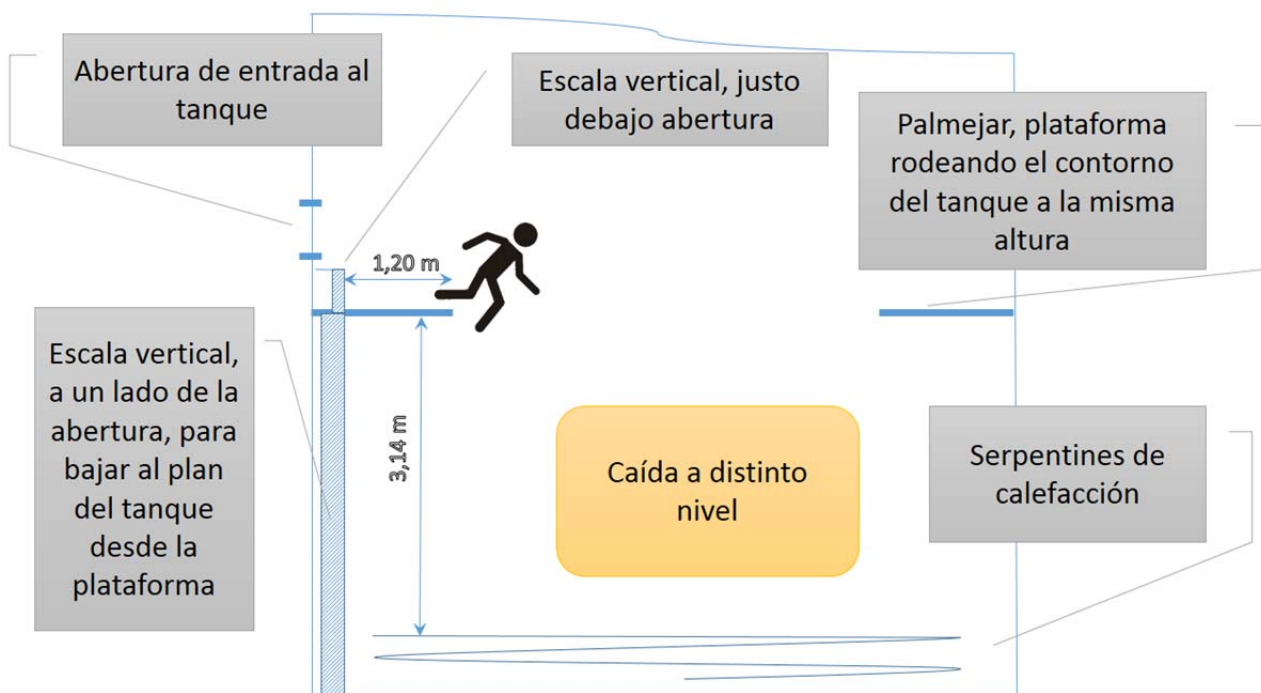 Abertura de entrada al
tanque
Escala vertical, justo
debajo abertura
Palmejar, plataforma
rodeando el contorno
del tanque a la misma
altura
1,20 m
Escala vertical,
a un lado de la
abertura, para
bajar al plan
del tanque
desde la
plataforma
3,14 m
Caída a distinto
nivel
Serpentines de
calefacción